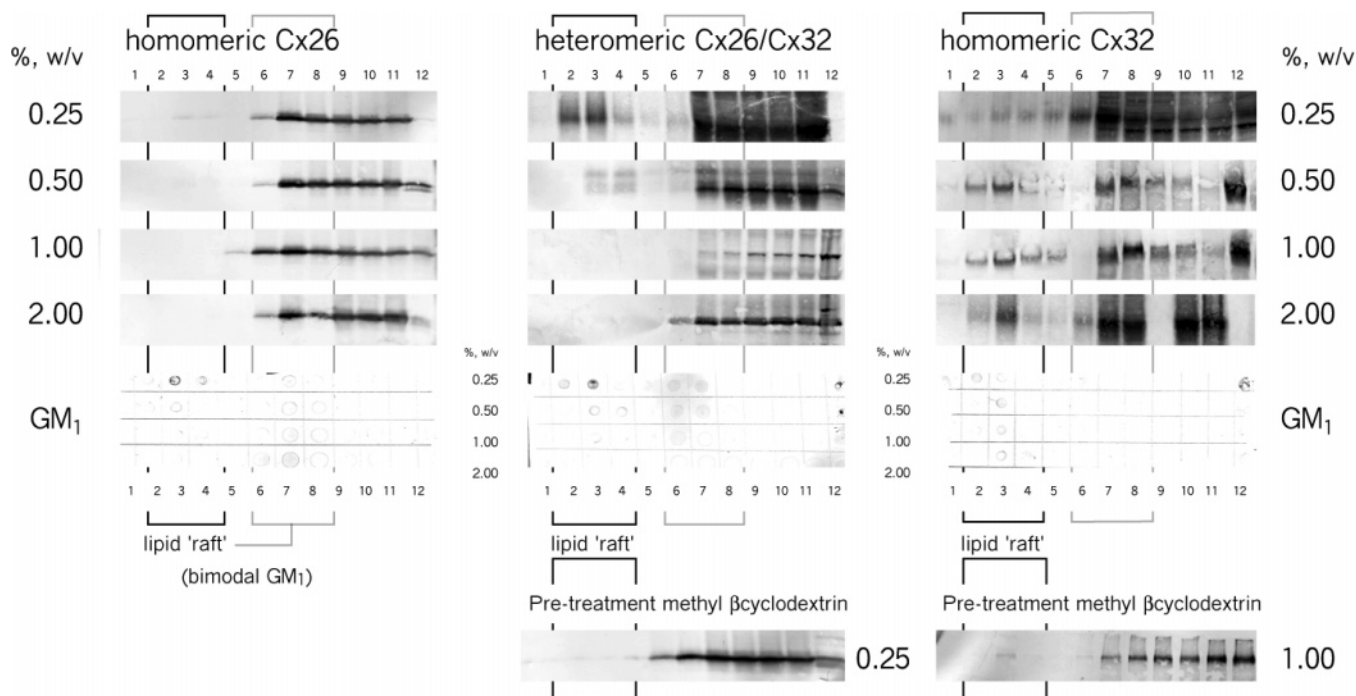 homomeric Cx26
heteromeric Cx26/Cx32
homomeric Cx32
%, w/v
%, w/v
1 2 3 4 5 6 7 8 9 10 11 12
1 2 3 4 5 6 7 8 9 10 11 12
1 2 3 4 5 6 7 8 9 10 11 12
0.25
0.25
0.50
0.50
1.00
1.00
2.00
2.00
%, w/v
%, w/v
0.25
0.25
GM1
0.50
0.50
GM1
1.00
1.00
2.00
2.00
1 2 3 4 5 6 7 8 9 10 11 12
1 2 3 4 5 6 7 8 9 10 11 12
1 2 3 4 5 6 7 8 9 10 11 12
lipid 'raft'
(bimodal GM1)
lipid 'raft'
lipid 'raft'
Pre-treatment methyl βcyclodextrin
Pre-treatment methyl βcyclodextrin
0.25
1.00